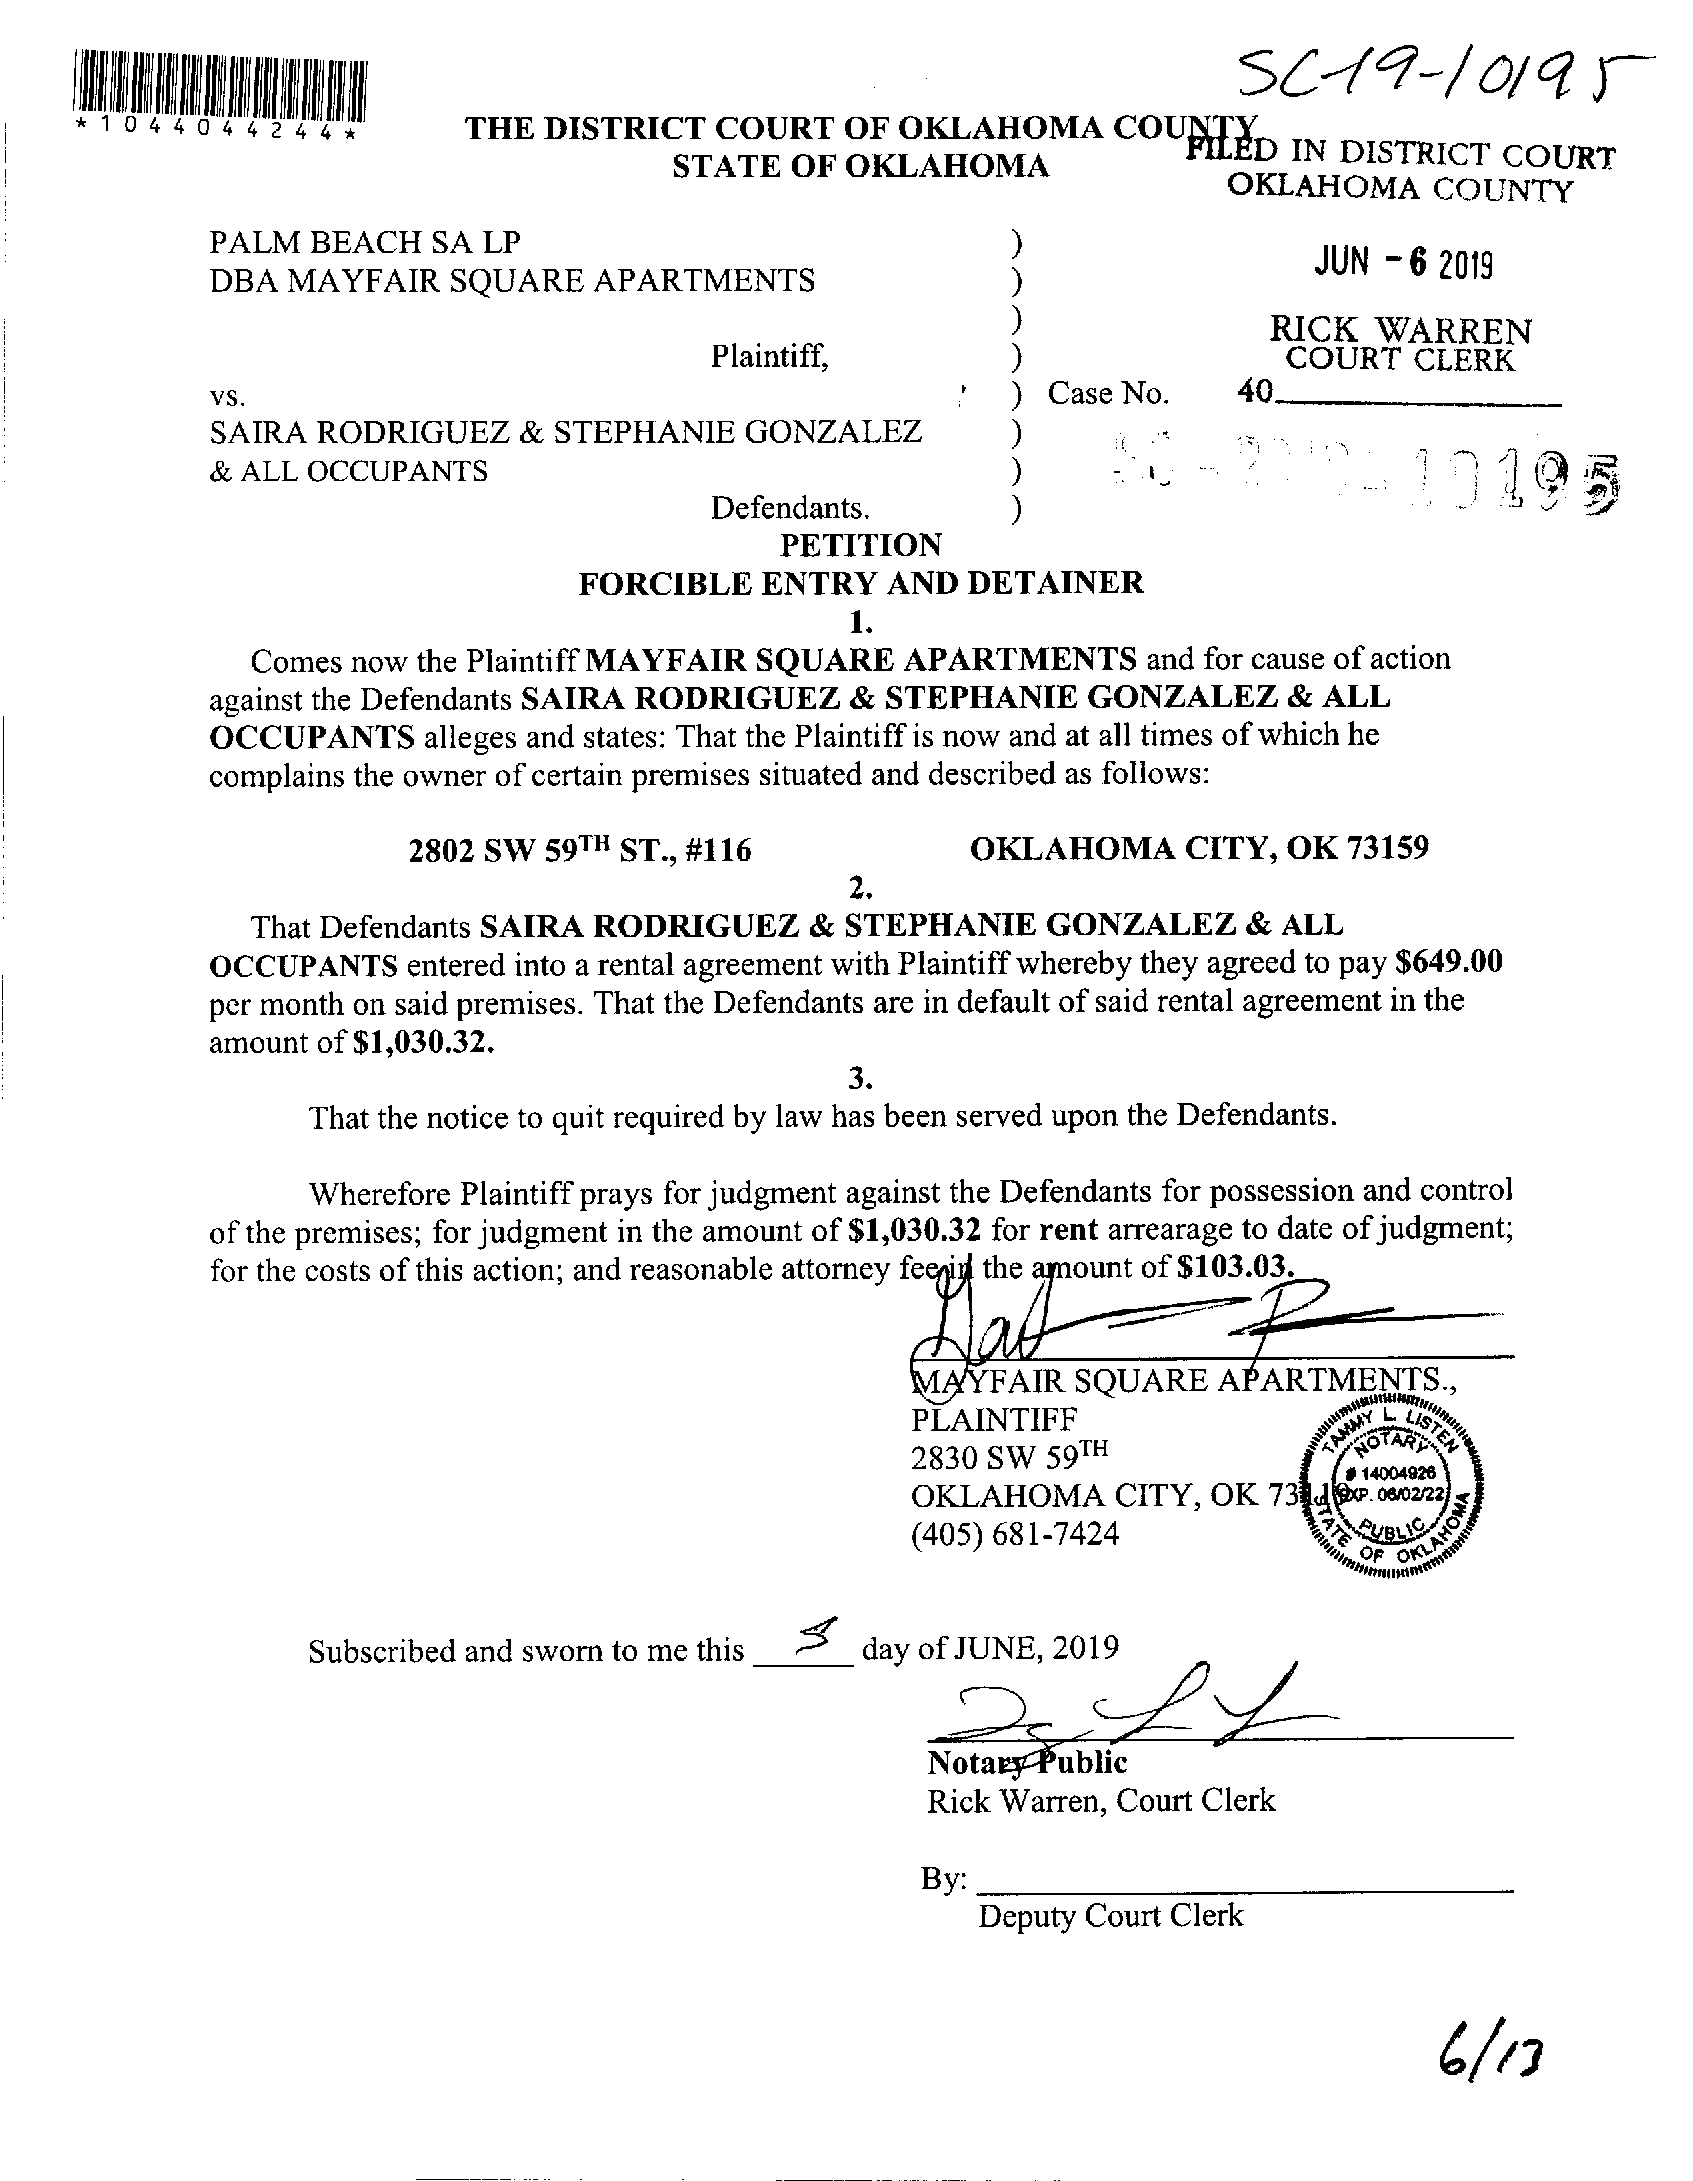 SC-19-10195
*1044044244*
THE DISTRICT COURT OF OKLAHOMA COUNTY
STATE OF OKLAHOMA
FILED IN DISTRICT COURT
OKLAHOMA COUNTY
JUN - 6 2019
RICK WARREN
COURT CLERK
40
PALM BEACH SA LP )
DBA MAYFAIR SQUARE APARTMENTS )
)
Plaintiff, )
vs. ) Case No.
SAIRA RODRIGUEZ & STEPHANIE GONZALEZ )
& ALL OCCUPANTS )
10195
Defendants. )
PETITION
FORCIBLE ENTRY AND DETAINER
1.
Comes now the Plaintiff MAYFAIR SQUARE APARTMENTS and for cause of action
against the Defendants SAIRA RODRIGUEZ & STEPHANIE GONZALEZ & ALL
OCCUPANTS alleges and states: That the Plaintiff is now and at all times of which he
complains the owner of certain premises situated and described as follows:
2802 SW 59TH ST., #116 OKLAHOMA CITY, OK 73159
2.
That Defendants SAIRA RODRIGUEZ & STEPHANIE GONZALEZ & ALL
OCCUPANTS entered into a rental agreement with Plaintiff whereby they agreed to pay $649.00
per month on said premises. That the Defendants are in default of said rental agreement in the
amount of $1,030.32.
3.
That the notice to quit required by law has been served upon the Defendants.
Wherefore Plaintiff prays for judgment against the Defendants for possession and control
of the premises; for judgment in the amount of $1,030.32 for rent arrearage to date of judgment;
for the costs of this action; and reasonable attorney fee in the amount of $103.03.
MAYFAIR SQUARE APARTMENTS.,
PLAINTIFF
2830 SW 59TH
OKLAHOMA CITY, OK
(405) 681-7424
TAMMY L. LISTEN
NOTARY
# 14004926
EXP. 06/02/22
PUBLIC
STATE OF OKLAHOMA
Subscribed and sworn to me this day of JUNE, 2019
Notary Public
Rick Warren, Court Clerk
By:
Deputy Court Clerk
6/13